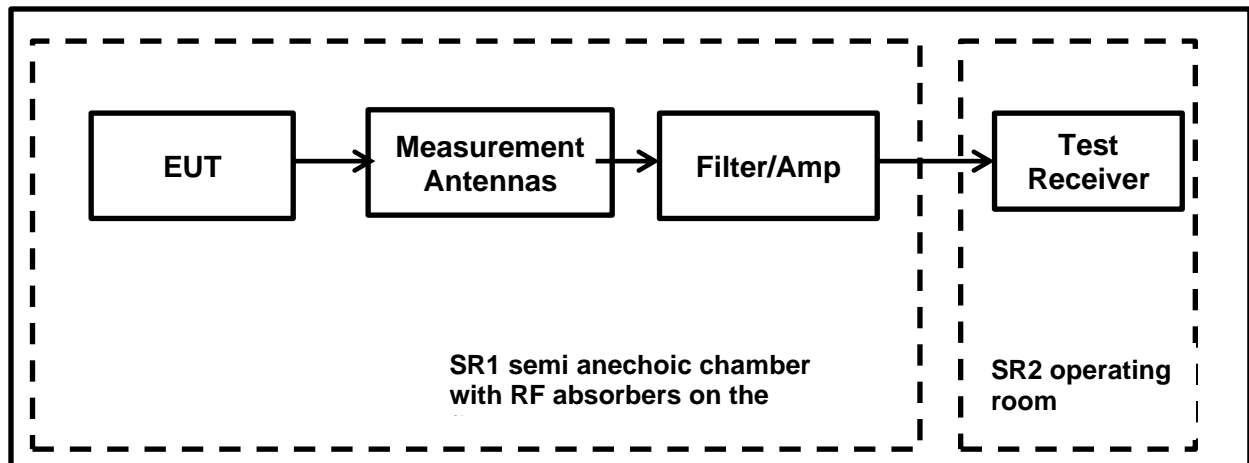 EUT
Measurement
Antennas
Filter/Amp
Test
Receiver
SR1 semi anechoic chamber
with RF absorbers on the
SR2 operating
room